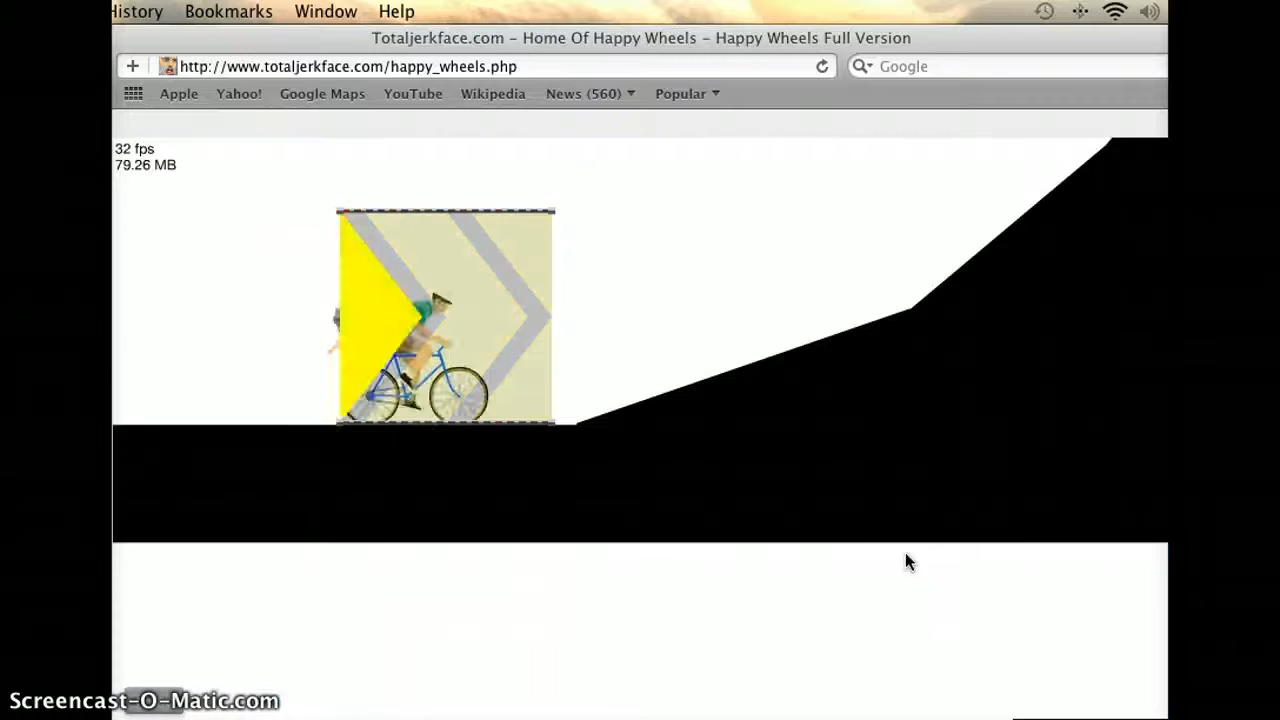 History Bookmarks Window Help
Totaljerkface.com – Home Of Happy Wheels – Happy Wheels Full Version
http://www.totaljerkface.com/happy_wheels.php Google
Apple Yahoo! Google Maps YouTube Wikipedia News (560) Popular
32 fps
79.26 MB
Screencast-O-Matic.com